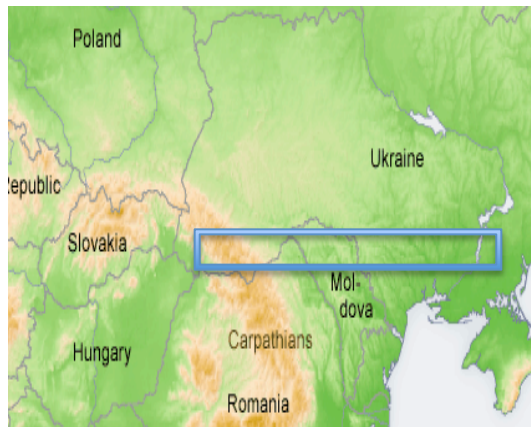 Poland
Ukraine
Republic
Slovakia
Mol-
dova
Carpathians
Hungary
Romania